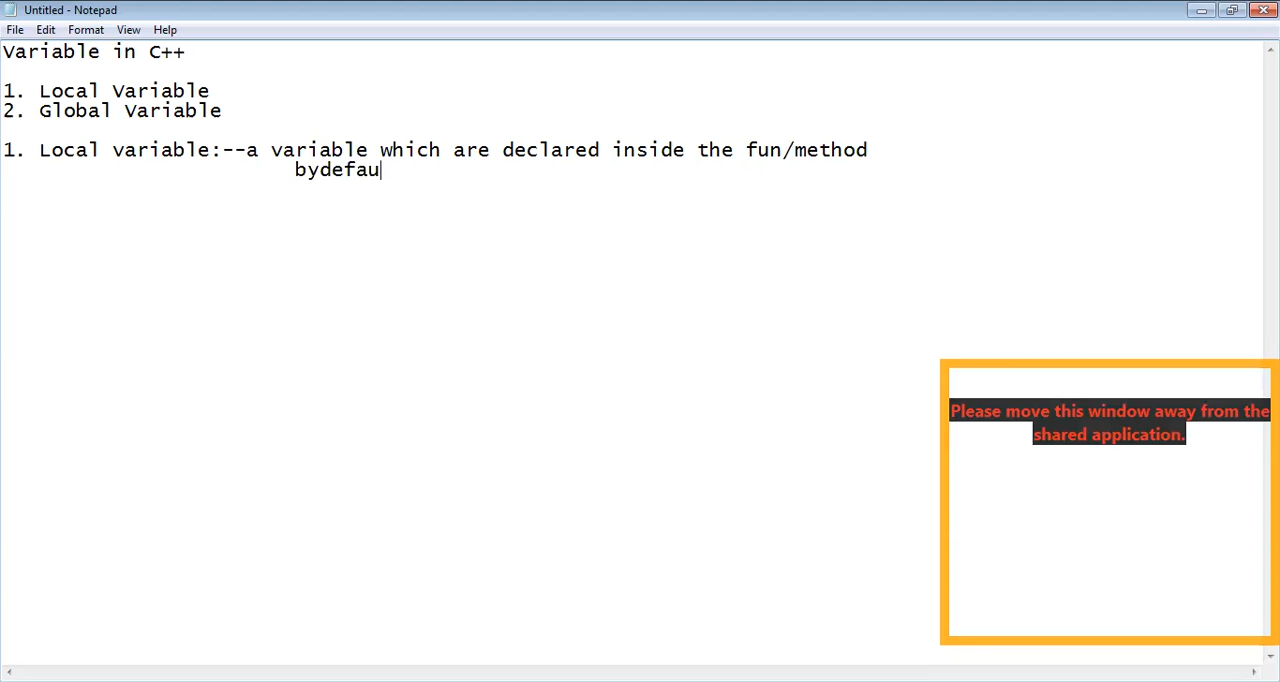 Untitled - Notepad
File Edit Format View Help
Variable in C++
1. Local Variable
2. Global Variable
1. Local variable:--a variable which are declared inside the fun/method
bydefau
Please move this window away from the
shared application.